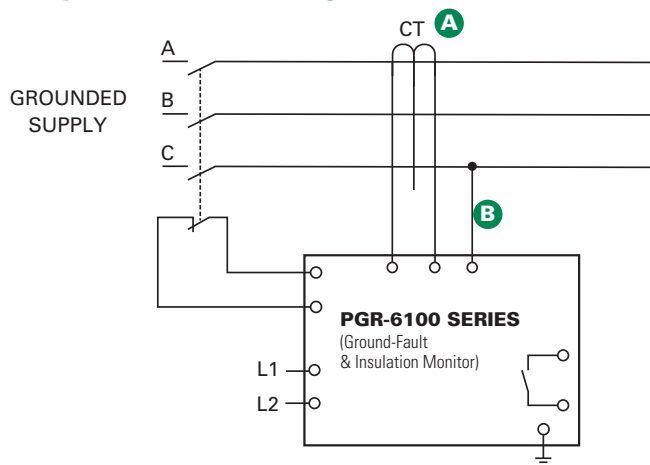 CT A
A
GROUNDED
SUPPLY
B
C
B
PGR-6100 SERIES
(Ground-Fault
& Insulation Monitor)
L1
L2